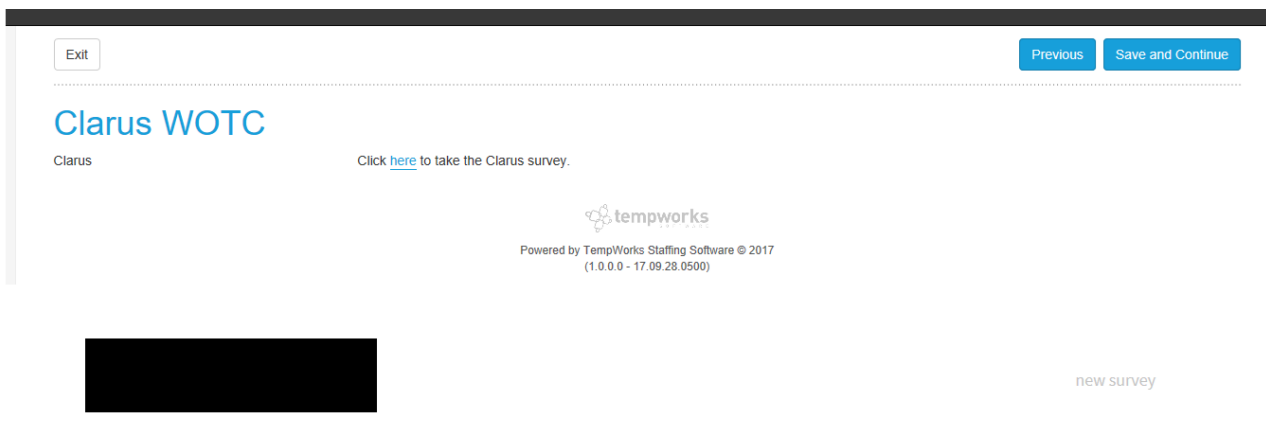 Exit
Previous
Save and Continue
Clarus WOTC
Clarus
Click here to take the Clarus survey.
tempworks
Powered by TempWorks Staffing Software © 2017
(1.0.0.0 - 17.09.28.0500)
new survey